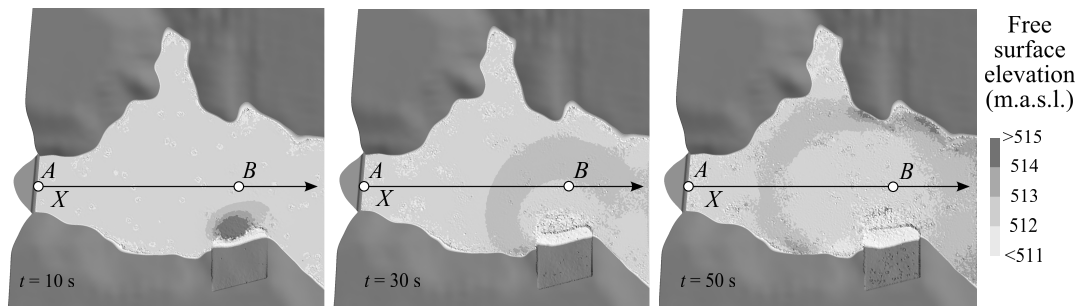 A
B
X
t = 10 s
A
B
X
t = 30 s
A
B
X
t = 50 s
Free
surface
elevation
(m.a.s.l.)
>515
514
513
512
<511